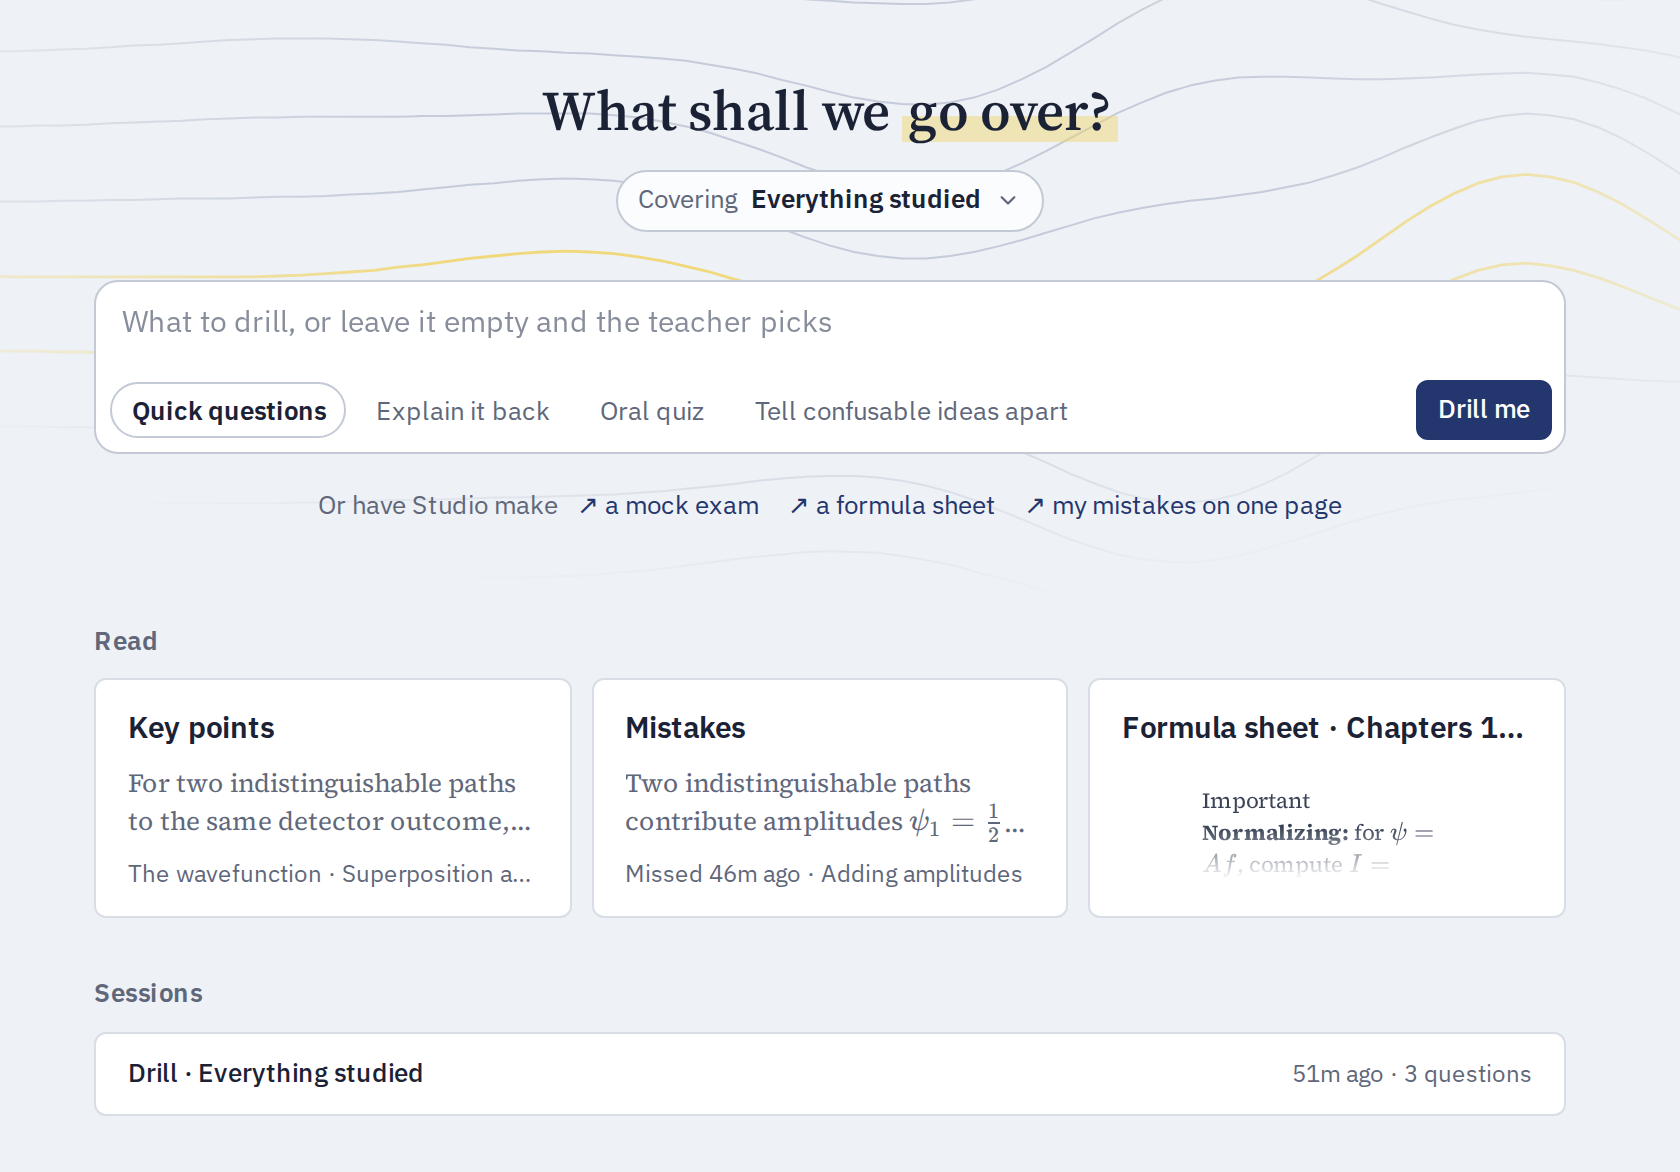 What shall we go over?
Covering Everything studied
What to drill, or leave it empty and the teacher picks
Quick questions Explain it back Oral quiz Tell confusable ideas apart Drill me
Or have Studio make ↗ a mock exam ↗ a formula sheet ↗ my mistakes on one page
Read
Key points
For two indistinguishable paths
to the same detector outcome,...
The wavefunction · Superposition a...
Mistakes
Two indistinguishable paths
contribute amplitudes ψ₁ = 1/2 ...
Missed 46m ago · Adding amplitudes
Formula sheet · Chapters 1...
Important
Normalizing: for ψ =
Af, compute I =
Sessions
Drill · Everything studied 51m ago · 3 questions